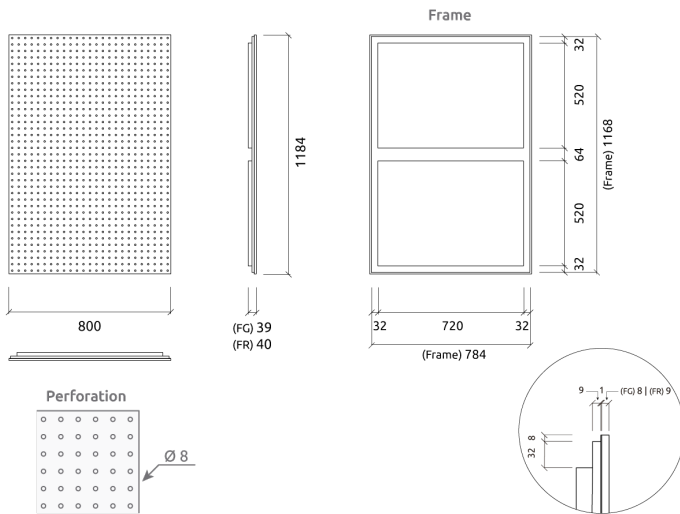 Frame
1184
800
(FG) 39
(FR) 40
32
520
64
520
32
(Frame) 1168
32
720
32
(Frame) 784
Perforation
Ø 8
9
1
(FG) 8 | (FR) 9
8
32